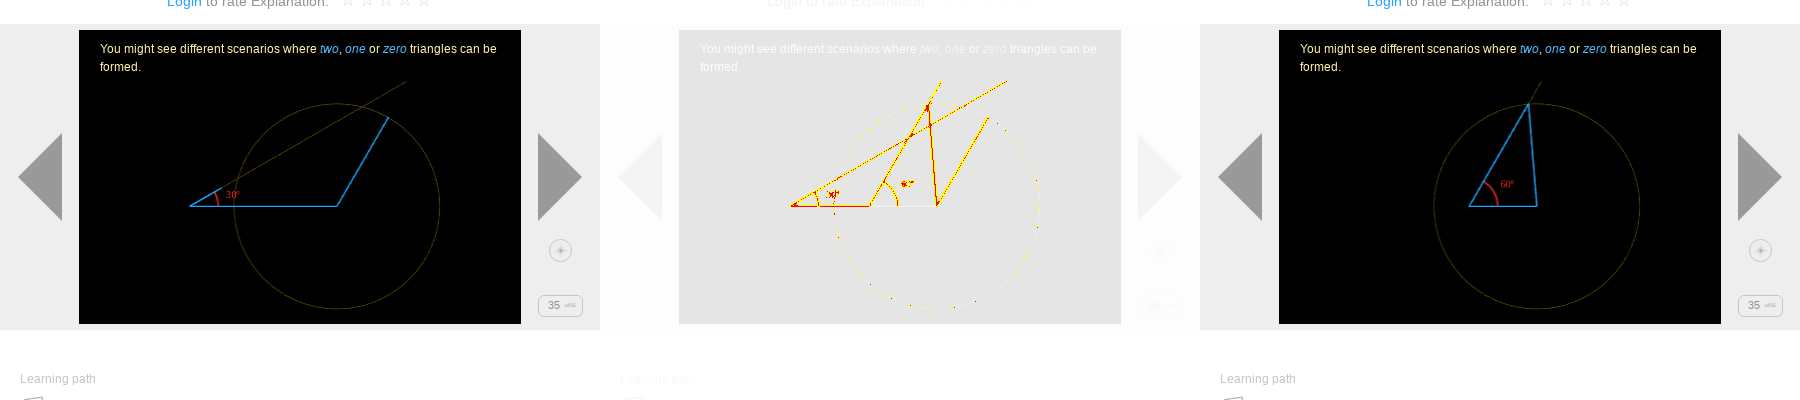 Login to rate Explanation: ☆ ☆ ☆ ☆ ☆
Login to rate Explanation: ☆ ☆ ☆ ☆ ☆
Login to rate Explanation: ☆ ☆ ☆ ☆ ☆
You might see different scenarios where two, one or zero triangles can be
formed.
You might see different scenarios where two, one or zero triangles can be
formed.
You might see different scenarios where two, one or zero triangles can be
formed.
30°
60°
35
35
35
Learning path
Learning path
Learning path